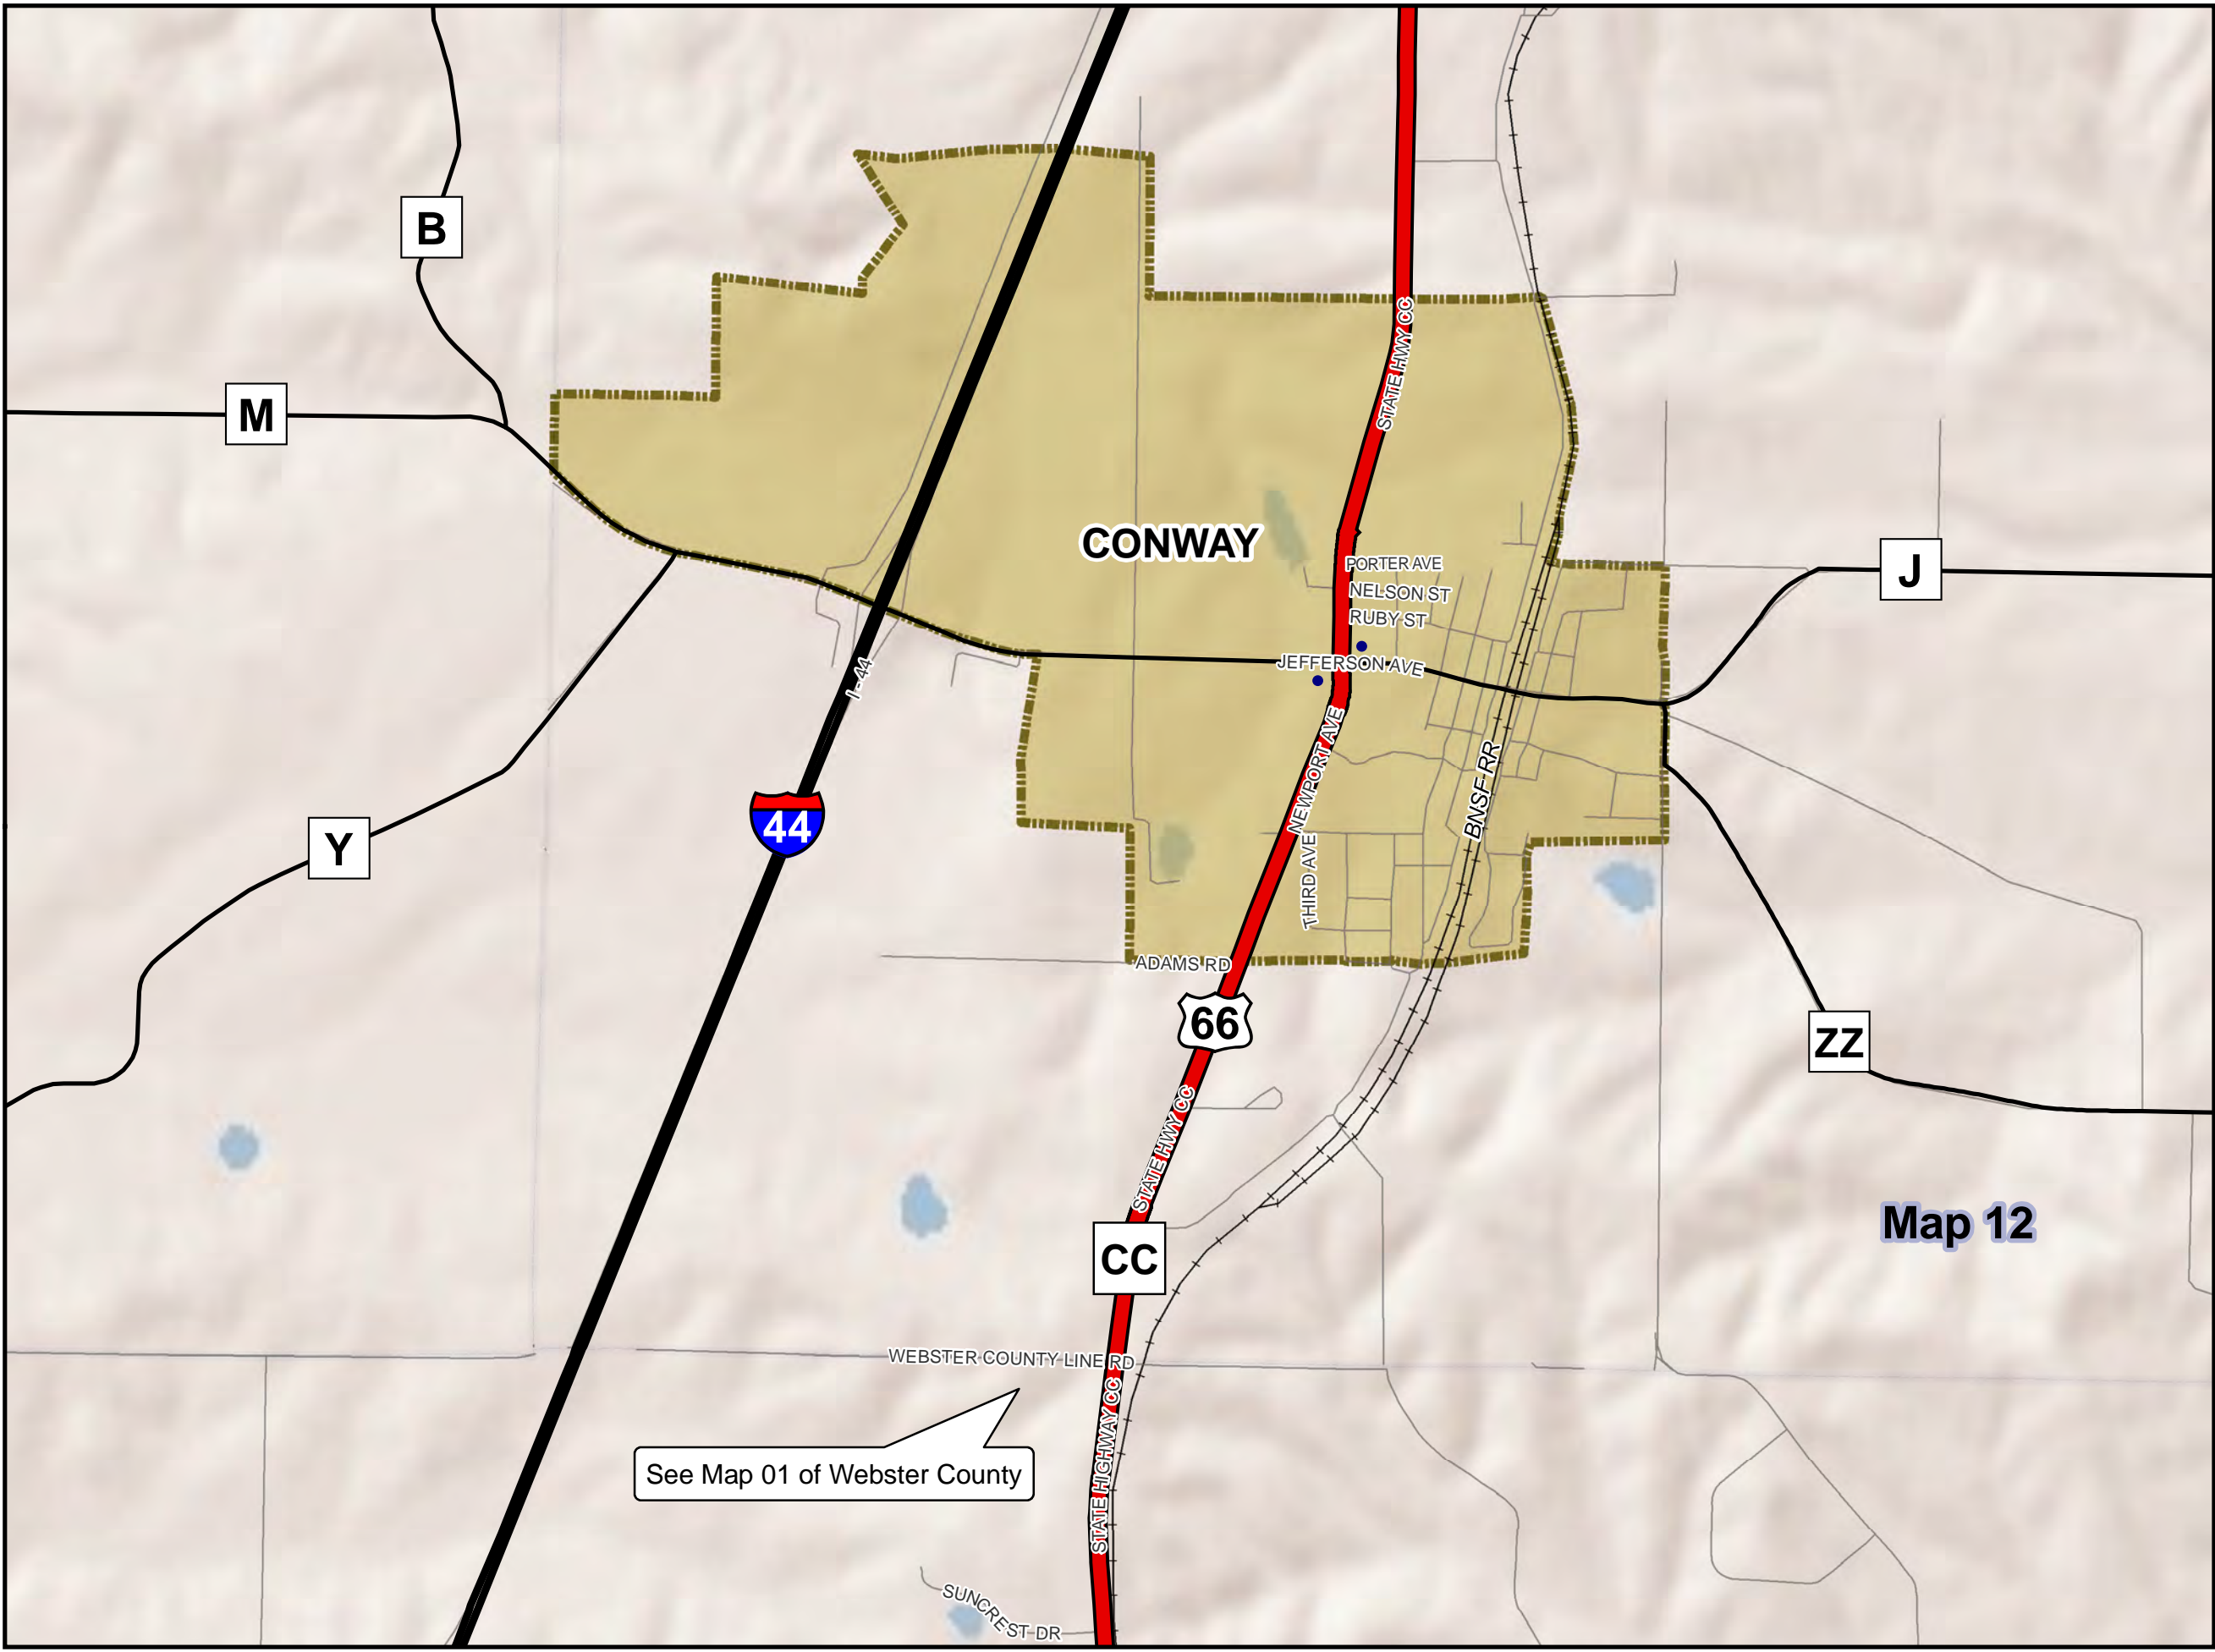 B
M
STATE HWY CC
CONWAY
PORTER AVE
J
NELSON ST
RUBY ST
JEFFERSON AVE
I - 44
NEWPORT AVE
BNSF RR
44
Y
THIRD AVE
ADAMS RD
66
ZZ
STATE HWY CC
Map 12
CC
WEBSTER COUNTY LINE RD
STATE HIGHWAY CC
See Map 01 of Webster County
SUNCREST DR